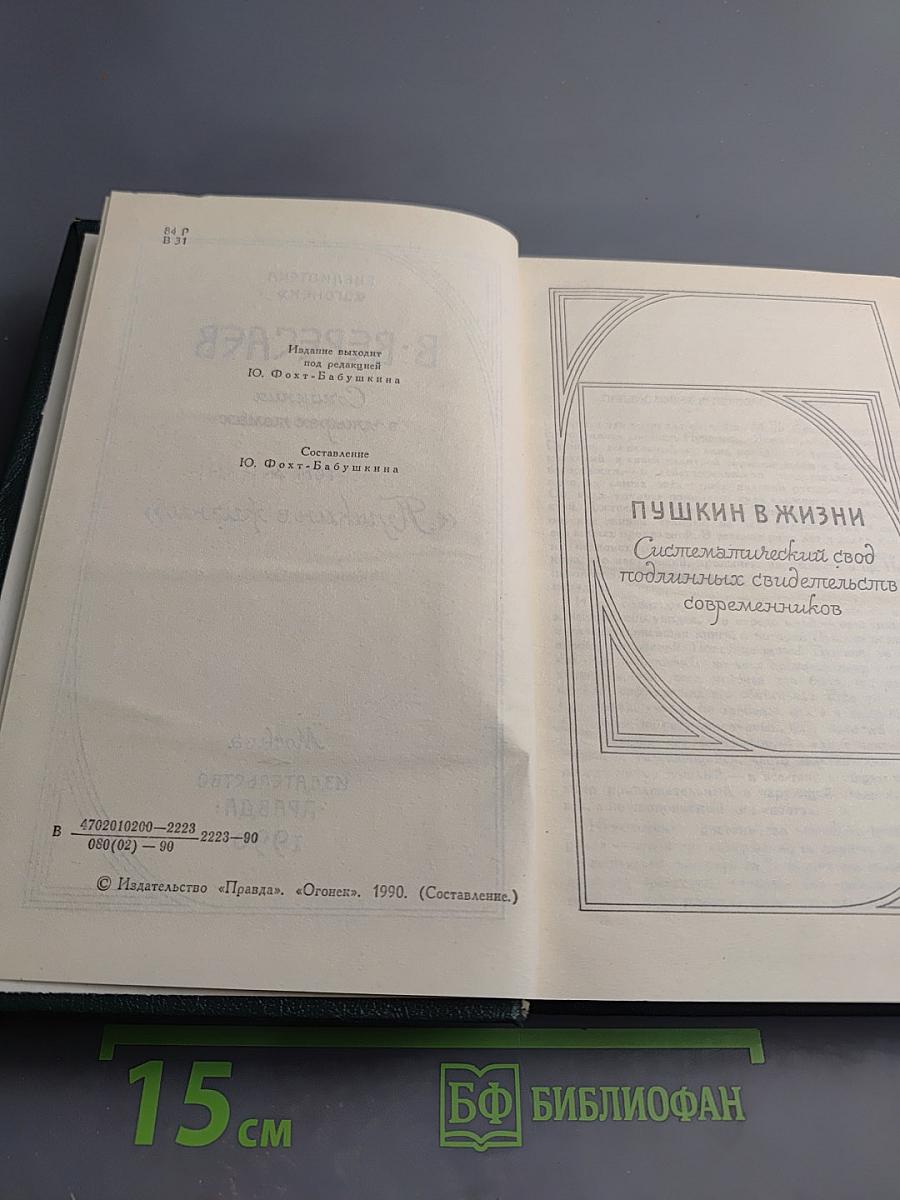 84 Р
В 31
Издание выходит
под редакцией
Ю. Фохт-Бабушкина
Составление
Ю. Фохт-Бабушкина
В 4702010200—2223
080(02) — 90
2223—90
© Издательство «Правда». «Огонек». 1990. (Составление.)
ПУШКИН В ЖИЗНИ
Систематический свод
подлинных свидетельств
современников
15 см
БФ БИБЛИОФАН